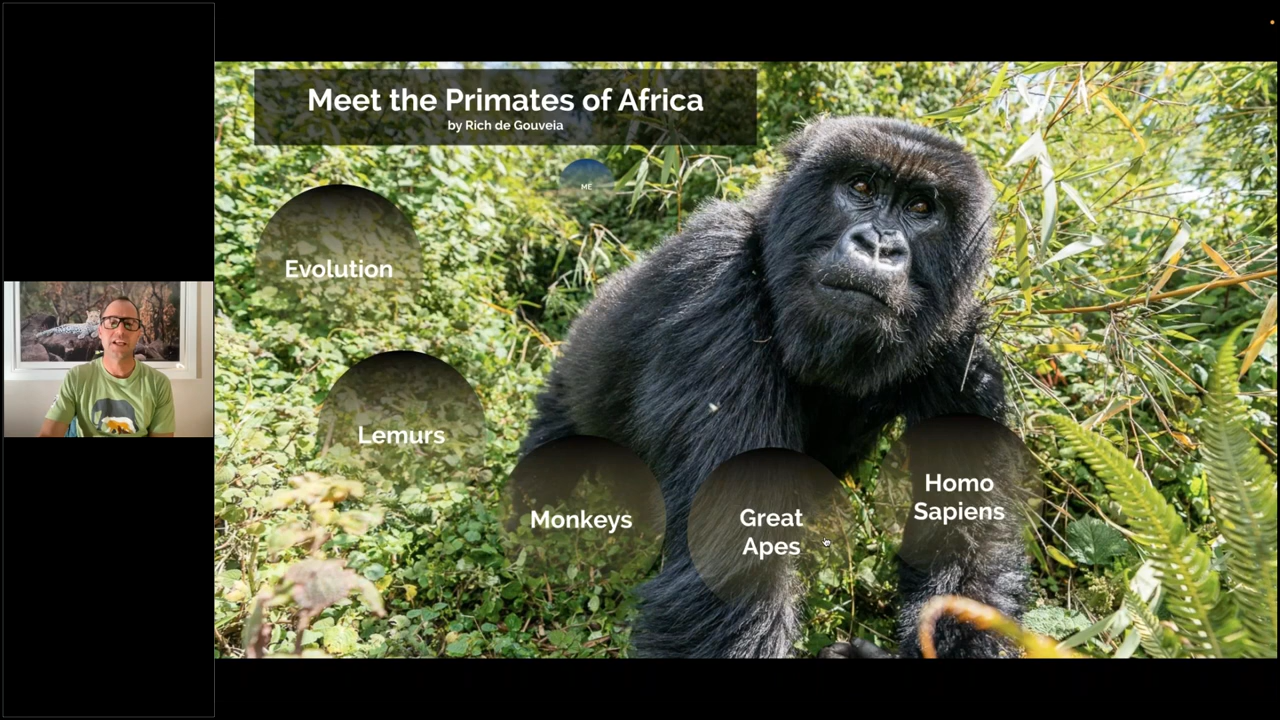 Meet the Primates of Africa
by Rich de Gouveia
ME
Evolution
Lemurs
Monkeys
Great
Apes
Homo
Sapiens